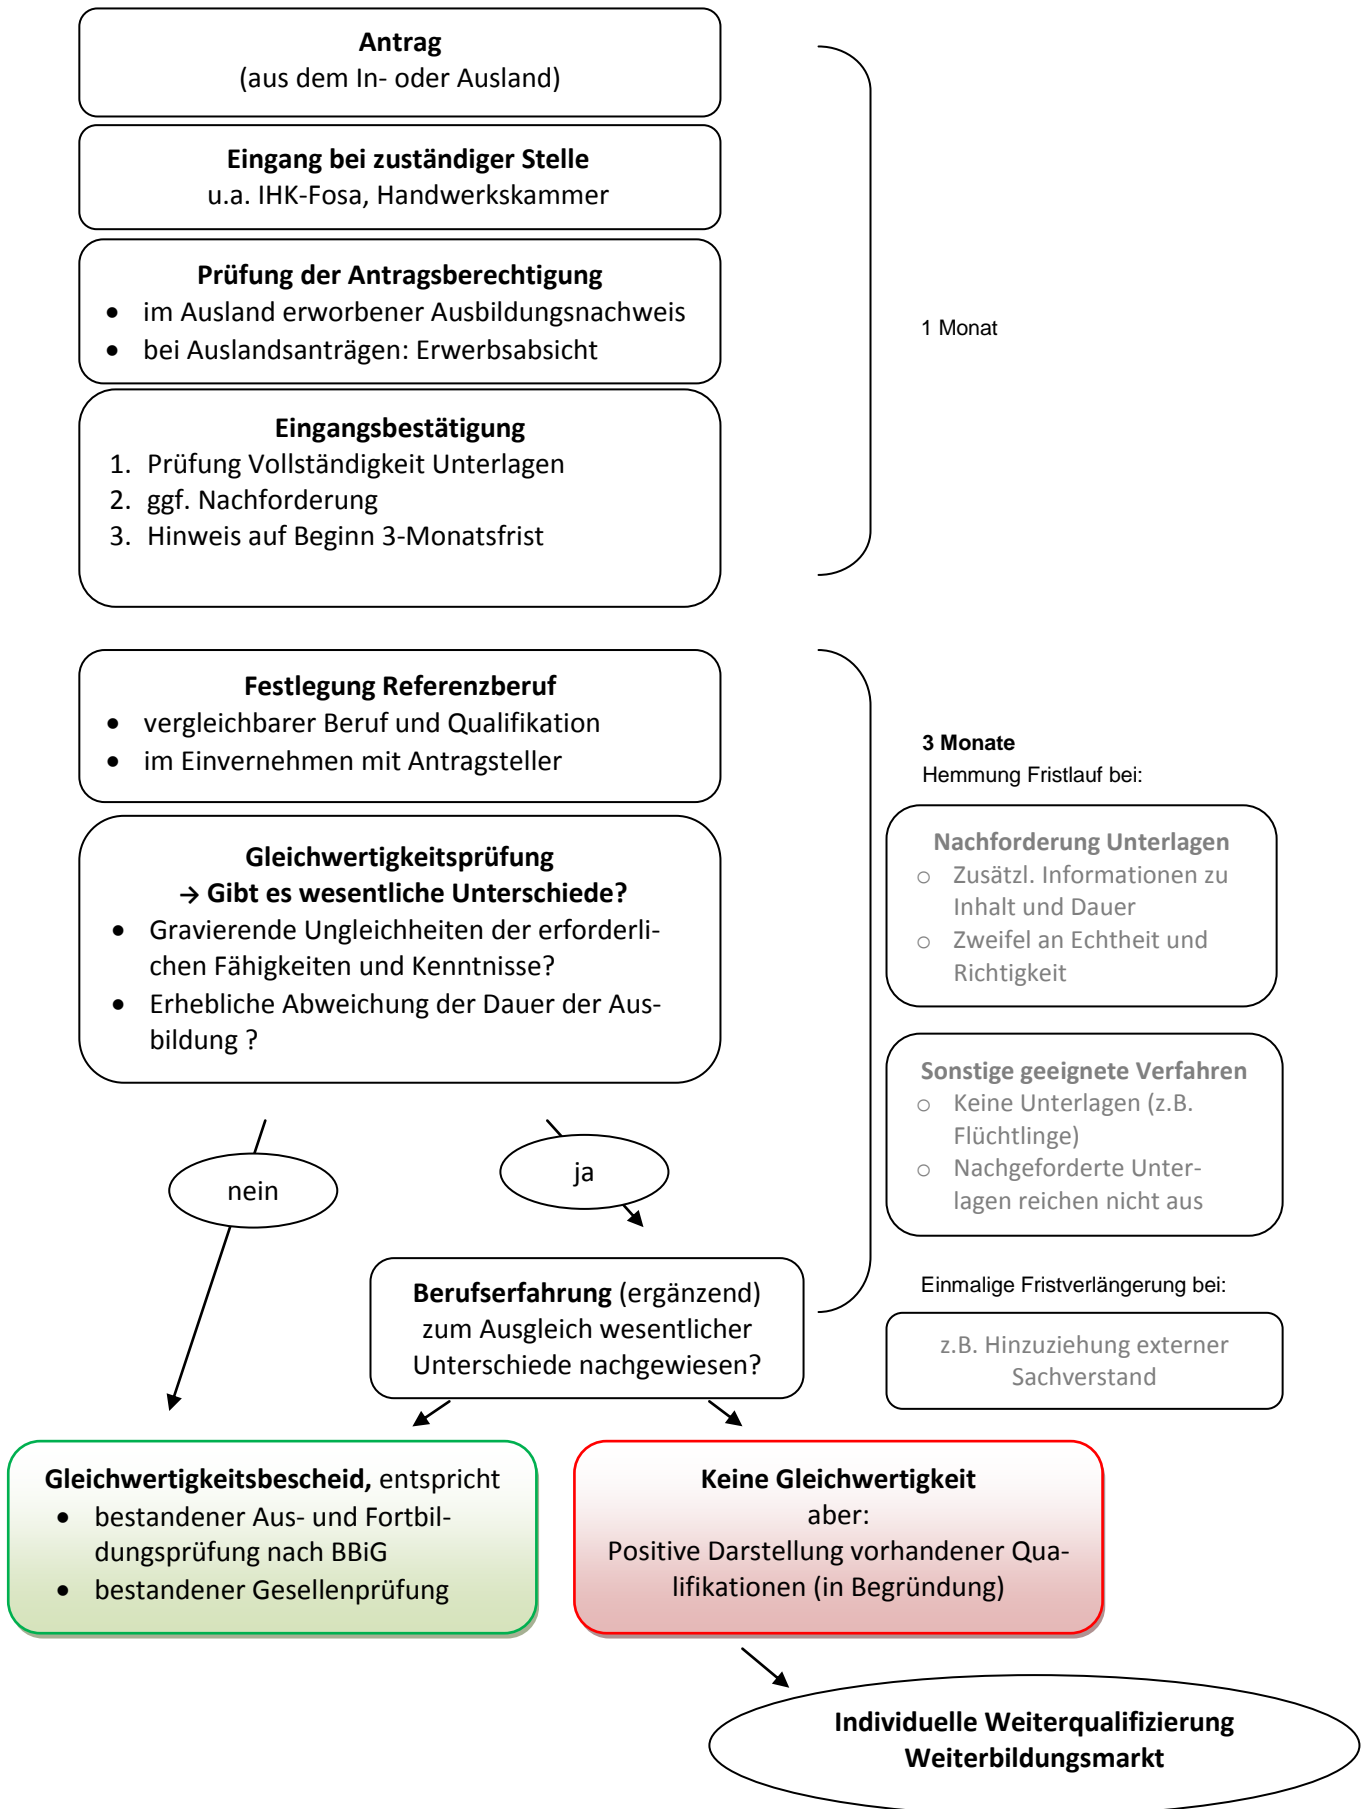 Antrag
(aus dem In- oder Ausland)
Eingang bei zuständiger Stelle
u.a. IHK-Fosa, Handwerkskammer
Prüfung der Antragsberechtigung
• im Ausland erworbener Ausbildungsnachweis
• bei Auslandsanträgen: Erwerbsabsicht
1 Monat
Eingangsbestätigung
1. Prüfung Vollständigkeit Unterlagen
2. ggf. Nachforderung
3. Hinweis auf Beginn 3-Monatsfrist
Festlegung Referenzberuf
• vergleichbarer Beruf und Qualifikation
• im Einvernehmen mit Antragsteller
Gleichwertigkeitsprüfung
→ Gibt es wesentliche Unterschiede?
• Gravierende Ungleichheiten der erforderli-
chen Fähigkeiten und Kenntnisse?
• Erhebliche Abweichung der Dauer der Aus-
bildung ?
3 Monate
Hemmung Fristlauf bei:
Nachforderung Unterlagen
o Zusätzl. Informationen zu
Inhalt und Dauer
o Zweifel an Echtheit und
Richtigkeit
Sonstige geeignete Verfahren
o Keine Unterlagen (z.B.
Flüchtlinge)
o Nachgeforderte Unter-
lagen reichen nicht aus
Einmalige Fristverlängerung bei:
z.B. Hinzuziehung externer
Sachverstand
nein
ja
Berufserfahrung (ergänzend)
zum Ausgleich wesentlicher
Unterschiede nachgewiesen?
Gleichwertigkeitsbescheid, entspricht
• bestandener Aus- und Fortbil-
dungsprüfung nach BBiG
• bestandener Gesellenprüfung
Keine Gleichwertigkeit
aber:
Positive Darstellung vorhandener Qua-
lifikationen (in Begründung)
Individuelle Weiterqualifizierung
Weiterbildungsmarkt